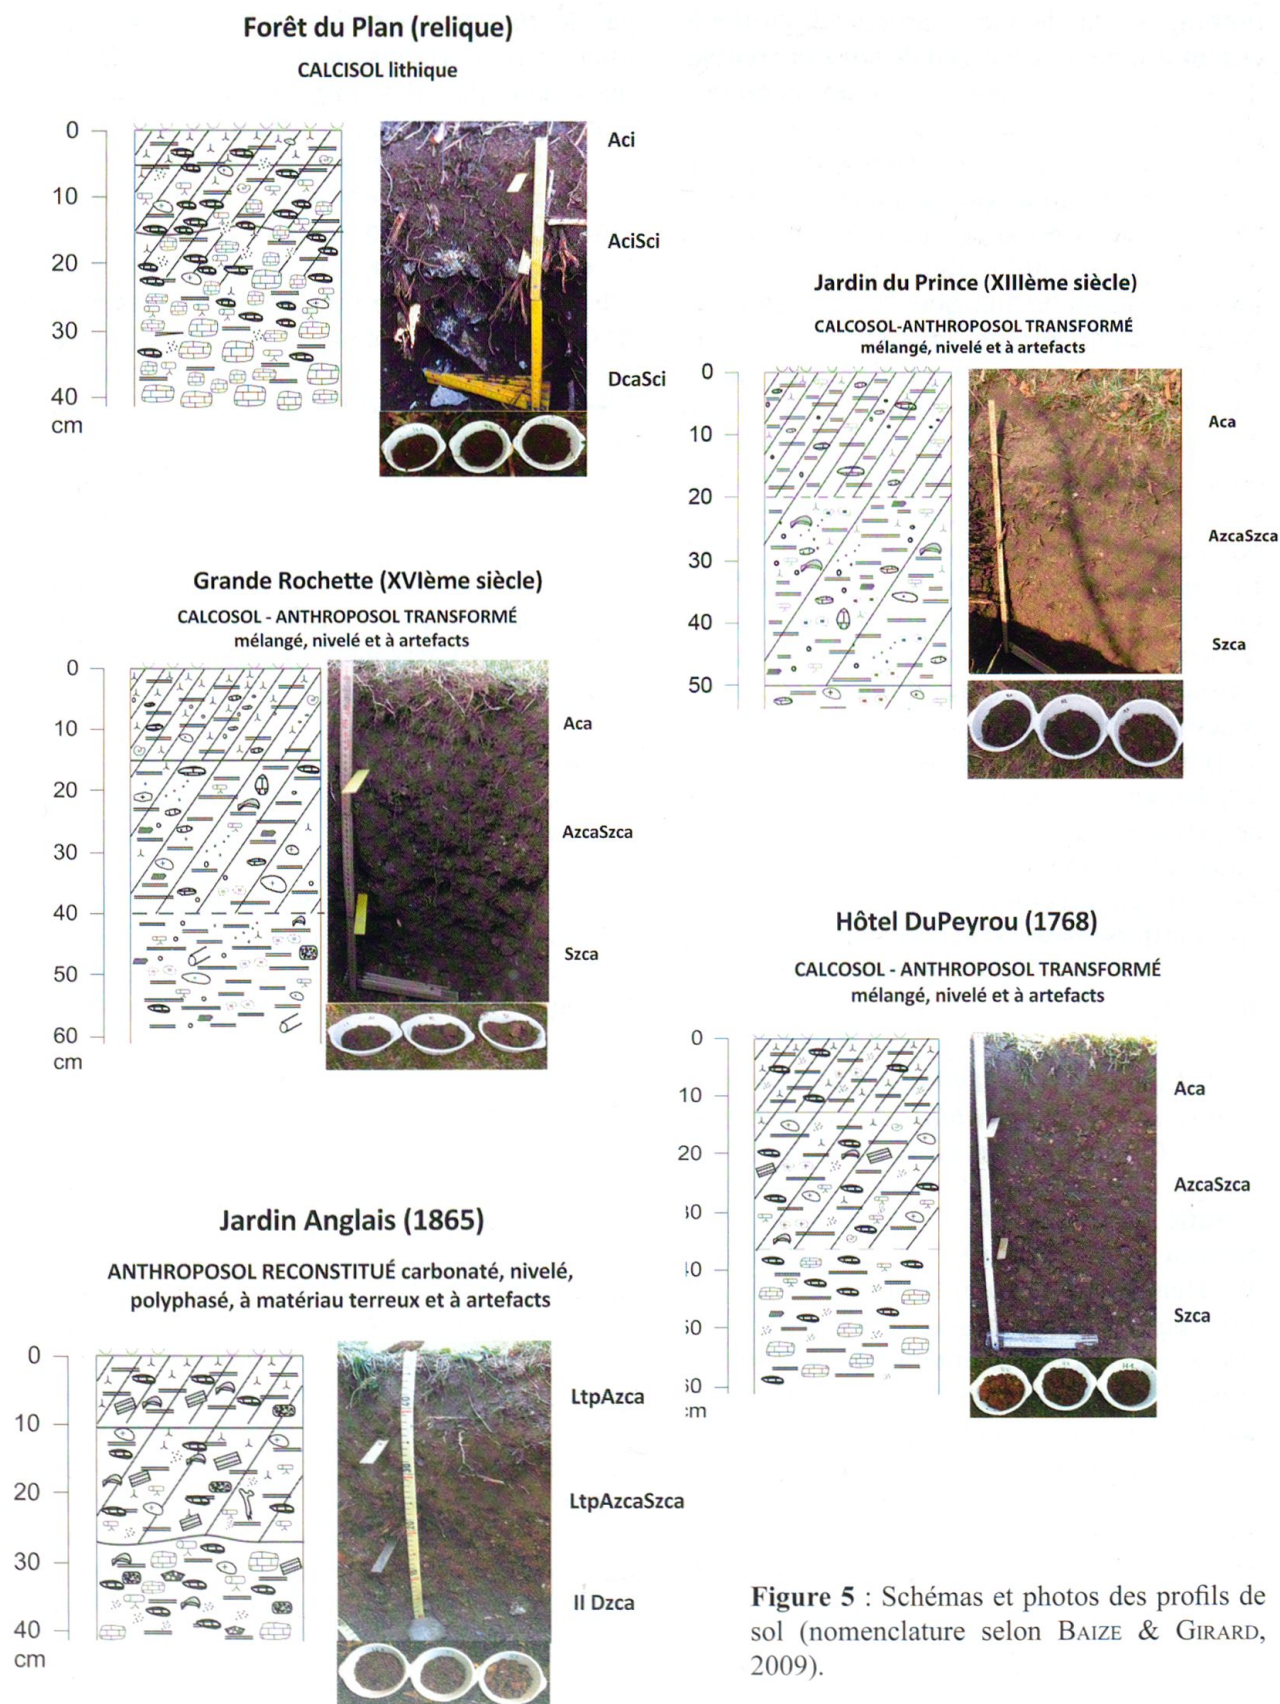 Forêt du Plan (relique)
CALCISOL lithique
0
10
20
30
40
cm
Aci
AciSci
DcaSci
Jardin du Prince (XIIIème siècle)
CALCOSOL-ANTHROPOSOL TRANSFORMÉ
mélangé, nivelé et à artefacts
0
10
20
30
40
50
Aca
AzcaSzca
Szca
Grande Rochette (XVIème siècle)
CALCOSOL - ANTHROPOSOL TRANSFORMÉ
mélangé, nivelé et à artefacts
0
10
20
30
40
50
60
cm
Aca
AzcaSzca
Szca
Hôtel DuPeyrou (1768)
CALCOSOL - ANTHROPOSOL TRANSFORMÉ
mélangé, nivelé et à artefacts
0
10
20
30
40
50
60
cm
Aca
AzcaSzca
Szca
Jardin Anglais (1865)
ANTHROPOSOL RECONSTITUÉ carbonaté, nivelé,
polyphasé, à matériau terreux et à artefacts
0
10
20
30
40
cm
LtpAzca
LtpAzcaSzca
II Dzca
Figure 5 : Schémas et photos des profils de
sol (nomenclature selon BAIZE & GIRARD,
2009).